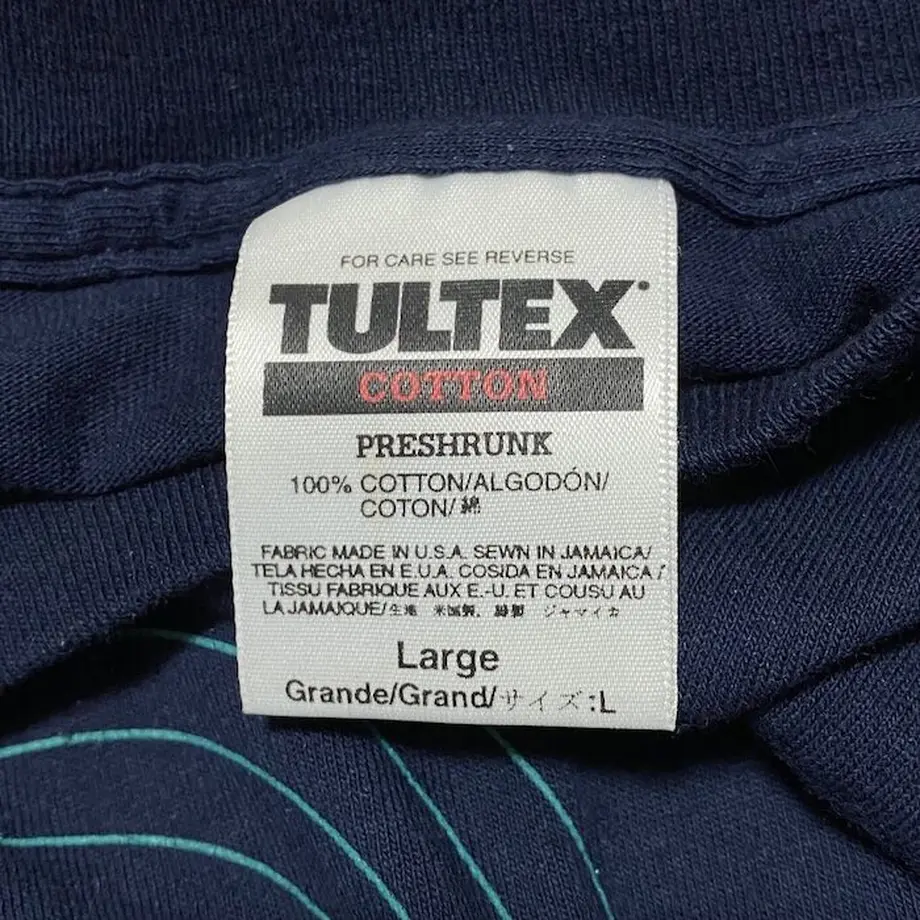 FOR CARE SEE REVERSE
TULTEX
COTTON
PRESHRUNK
100% COTTON/ALGODÓN/
COTON/綿
FABRIC MADE IN U.S.A. SEWN IN JAMAICA/
TELA HECHA EN E.U.A. COSIDA EN JAMAICA/
TISSU FABRIQUE AUX E.-U. ET COUSU AU
LA JAMAIQUE/生地 米国製, 縫製 ジャマイカ
Large
Grande/Grand/サイズ:L